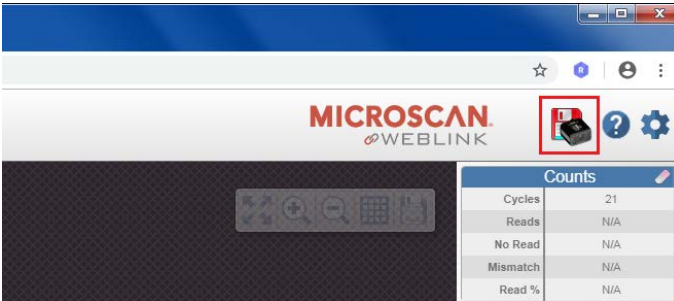 R
MICROSCAN.
WEBLINK
?
Counts
Cycles 21
Reads N/A
No Read N/A
Mismatch N/A
Read % N/A